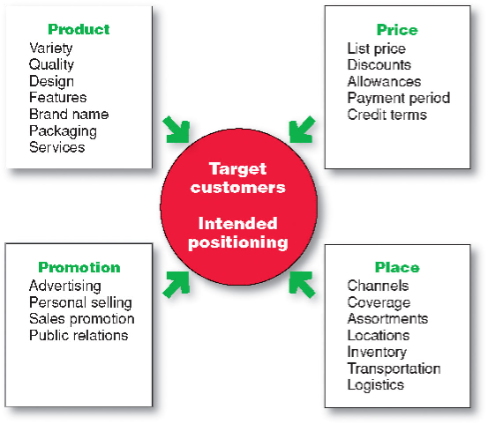 Product
Variety
Quality
Design
Features
Brand name
Packaging
Services
Price
List price
Discounts
Allowances
Payment period
Credit terms
Target
customers
Intended
positioning
Promotion
Advertising
Personal selling
Sales promotion
Public relations
Place
Channels
Coverage
Assortments
Locations
Inventory
Transportation
Logistics